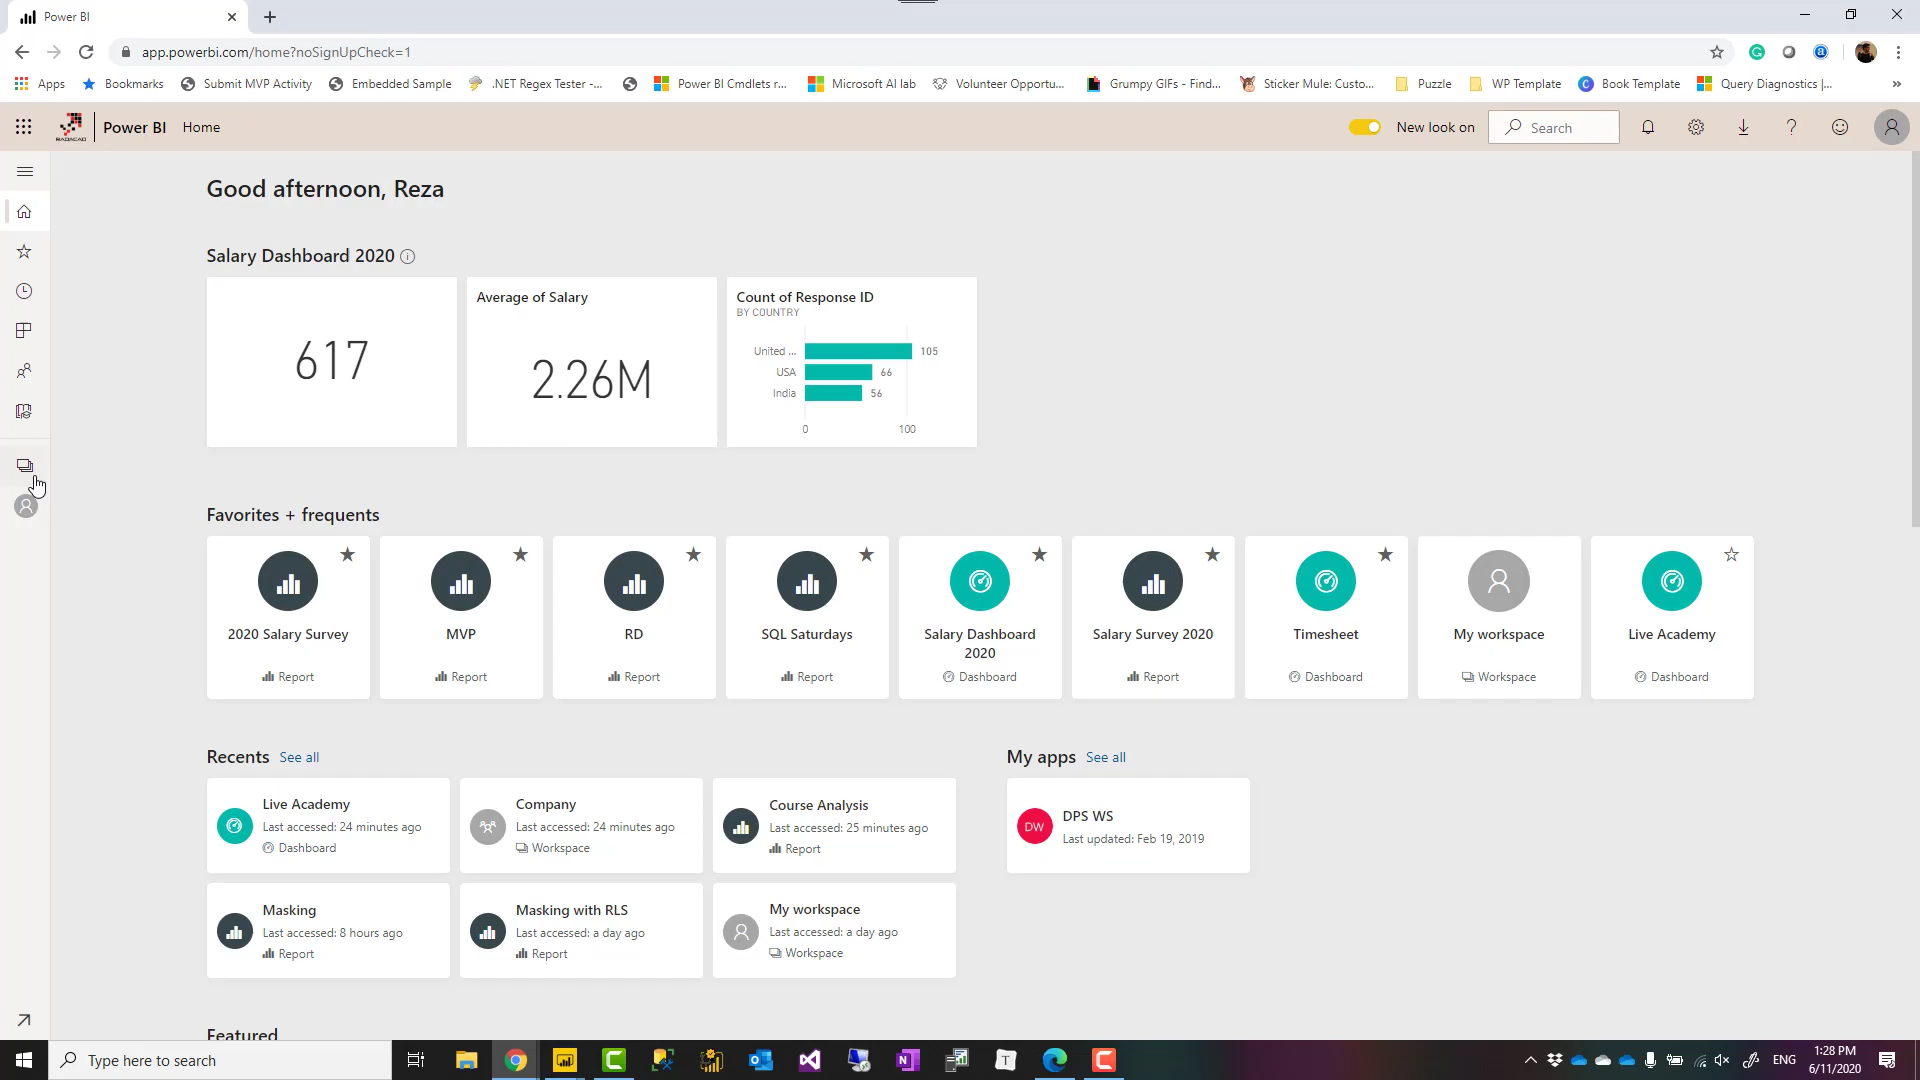 Power BI
app.powerbi.com/home?noSignUpCheck=1
Apps
Bookmarks
Submit MVP Activity
Embedded Sample
.NET Regex Tester -...
Power BI Cmdlets r...
Microsoft AI lab
Volunteer Opportu...
Grumpy GIFs - Find...
Sticker Mule: Custo...
Puzzle
WP Template
Book Template
Query Diagnostics |...
RADACAD
Power BI
Home
New look on
Search
Good afternoon, Reza
Salary Dashboard 2020
617
Average of Salary
2.26M
Count of Response ID
BY COUNTRY
United ...
105
USA
66
India
56
0
100
Favorites + frequents
2020 Salary Survey
Report
MVP
Report
RD
Report
SQL Saturdays
Report
Salary Dashboard
2020
Dashboard
Salary Survey 2020
Report
Timesheet
Dashboard
My workspace
Workspace
Live Academy
Dashboard
Recents
See all
Live Academy
Last accessed: 24 minutes ago
Dashboard
Company
Last accessed: 24 minutes ago
Workspace
Course Analysis
Last accessed: 25 minutes ago
Report
Masking
Last accessed: 8 hours ago
Report
Masking with RLS
Last accessed: a day ago
Report
My workspace
Last accessed: a day ago
Workspace
My apps
See all
DW
DPS WS
Last updated: Feb 19, 2019
Featured
Type here to search
ENG
1:28 PM
6/11/2020